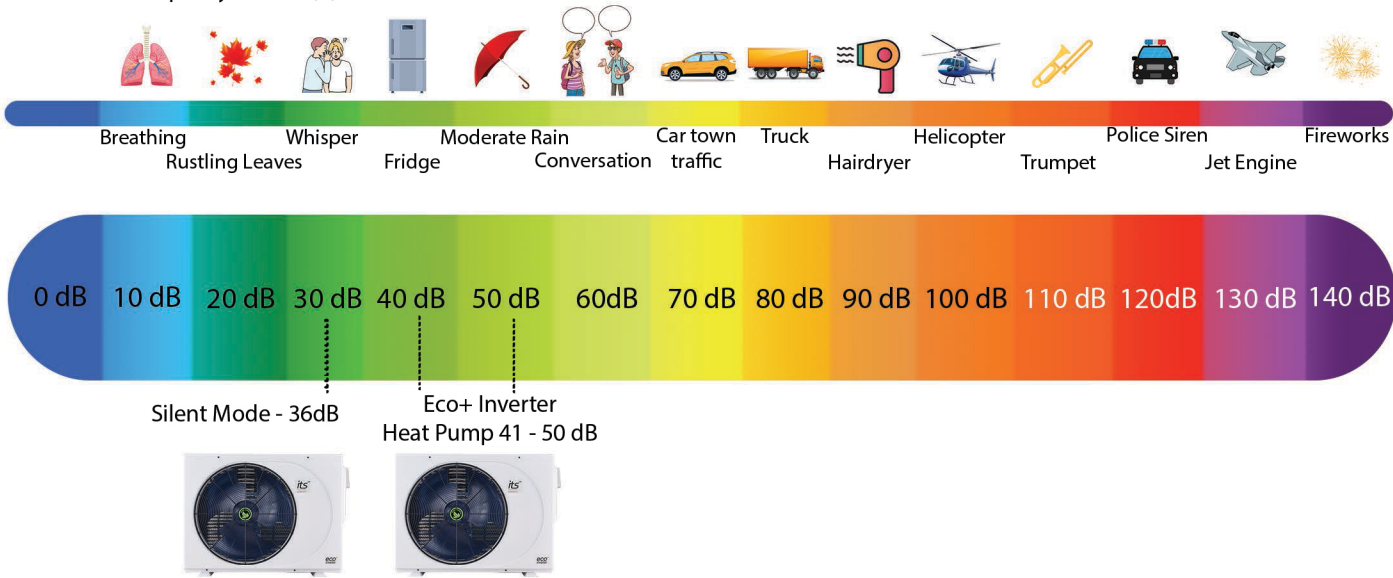 Breathing
Rustling Leaves
Whisper
Fridge
Moderate Rain
Conversation
Car town
traffic
Truck
Hairdryer
Helicopter
Trumpet
Police Siren
Jet Engine
Fireworks
0 dB 10 dB 20 dB 30 dB 40 dB 50 dB 60dB 70 dB 80 dB 90 dB 100 dB 110 dB 120dB 130 dB 140 dB
Silent Mode - 36dB
Eco+ Inverter
Heat Pump 41 - 50 dB
its
eco
its
eco